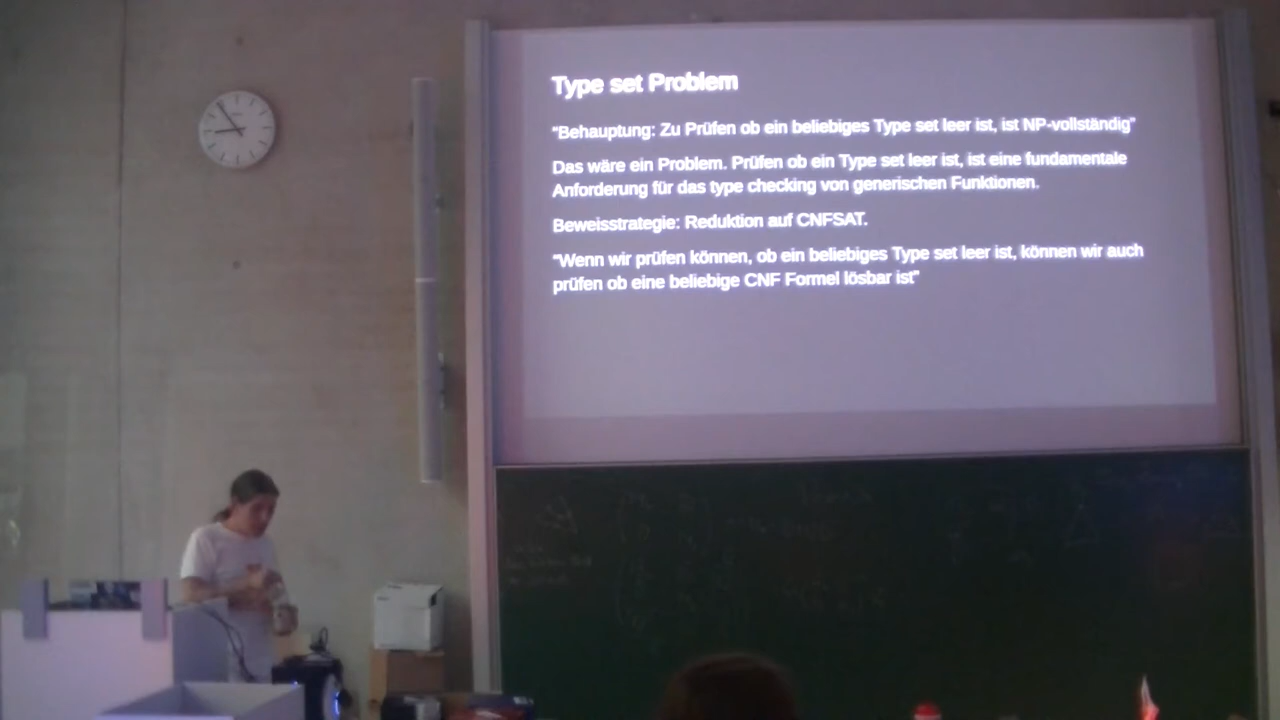 Type set Problem
“Behauptung: Zu Prüfen ob ein beliebiges Type set leer ist, ist NP-vollständig”
Das wäre ein Problem. Prüfen ob ein Type set leer ist, ist eine fundamentale
Anforderung für das type checking von generischen Funktionen.
Beweisstrategie: Reduktion auf CNFSAT.
“Wenn wir prüfen können, ob ein beliebiges Type set leer ist, können wir auch
prüfen ob eine beliebige CNF Formel lösbar ist”